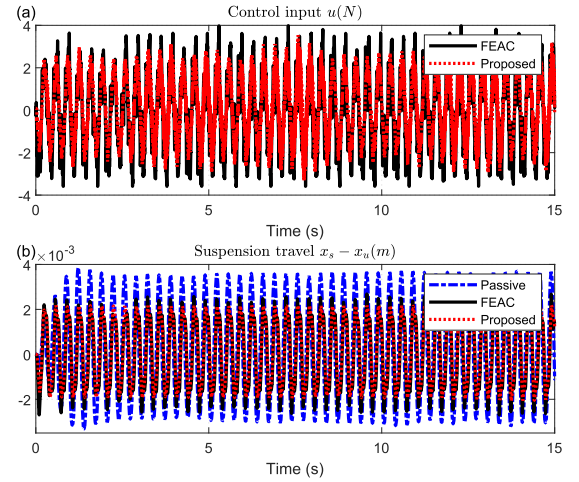 (a) Control input u(N)
4
FEAC
Proposed
2
0
-2
-4
0 5 10 15
Time (s)
(b) ×10⁻³ Suspension travel xₛ − xᵤ(m)
4
Passive
FEAC
Proposed
2
0
-2
0 5 10 15
Time (s)